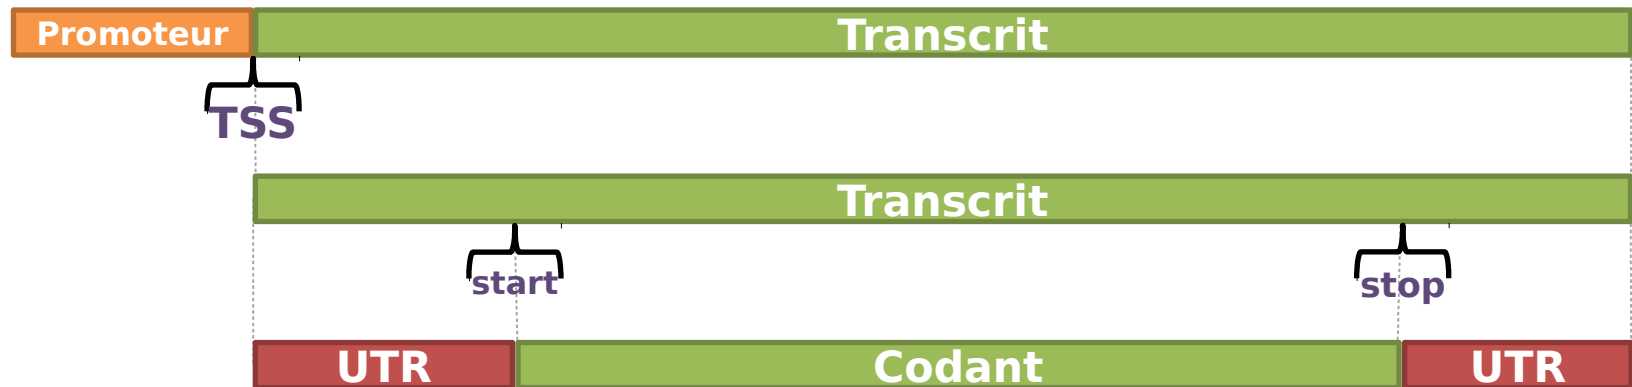 Promoteur Transcrit
TSS
Transcrit
start stop
UTR Codant UTR